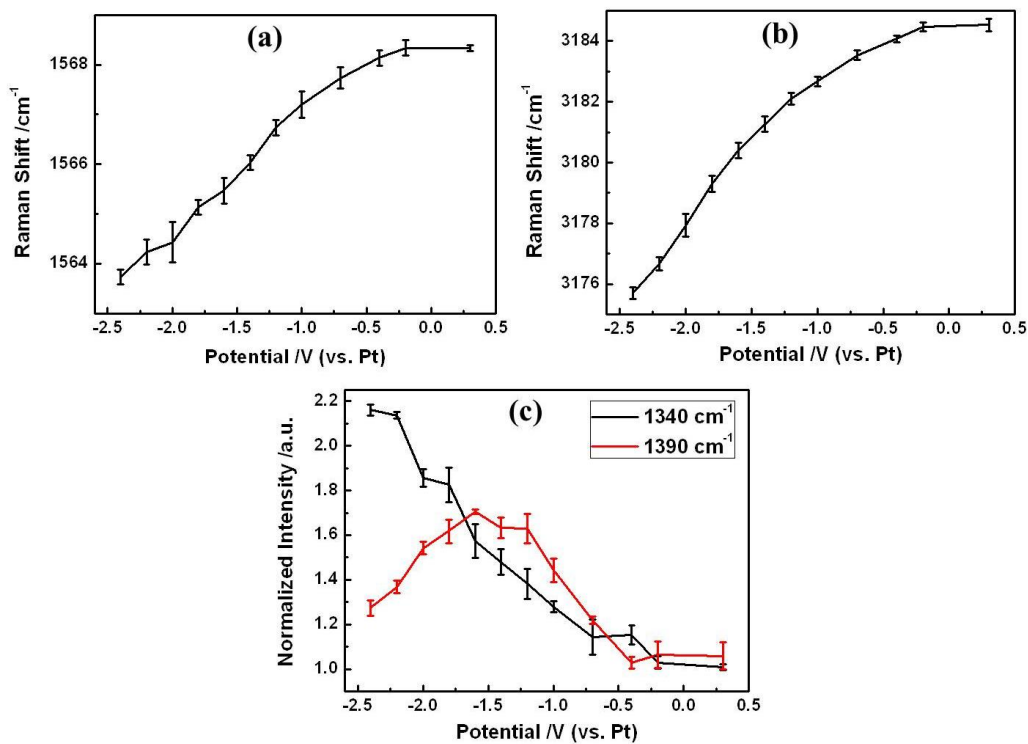 (a)
Raman Shift /cm⁻¹
1568
1566
1564
-2.5 -2.0 -1.5 -1.0 -0.5 0.0 0.5
Potential /V (vs. Pt)
(b)
Raman Shift /cm⁻¹
3184
3182
3180
3178
3176
-2.5 -2.0 -1.5 -1.0 -0.5 0.0 0.5
Potential /V (vs. Pt)
(c)
1340 cm⁻¹
1390 cm⁻¹
Normalized Intensity /a.u.
2.2
2.0
1.8
1.6
1.4
1.2
1.0
-2.5 -2.0 -1.5 -1.0 -0.5 0.0 0.5
Potential /V (vs. Pt)